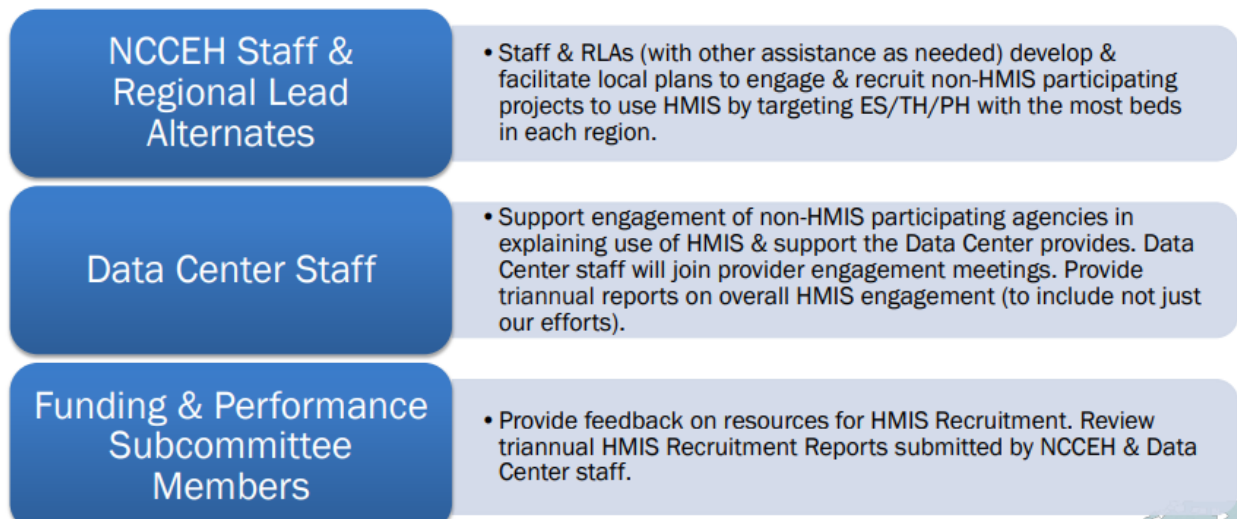 NCCEH Staff &
Regional Lead
Alternates
• Staff & RLAs (with other assistance as needed) develop &
facilitate local plans to engage & recruit non-HMIS participating
projects to use HMIS by targeting ES/TH/PH with the most beds
in each region.
Data Center Staff
• Support engagement of non-HMIS participating agencies in
explaining use of HMIS & support the Data Center provides. Data
Center staff will join provider engagement meetings. Provide
triannual reports on overall HMIS engagement (to include not just
our efforts).
Funding & Performance
Subcommittee
Members
• Provide feedback on resources for HMIS Recruitment. Review
triannual HMIS Recruitment Reports submitted by NCCEH & Data
Center staff.